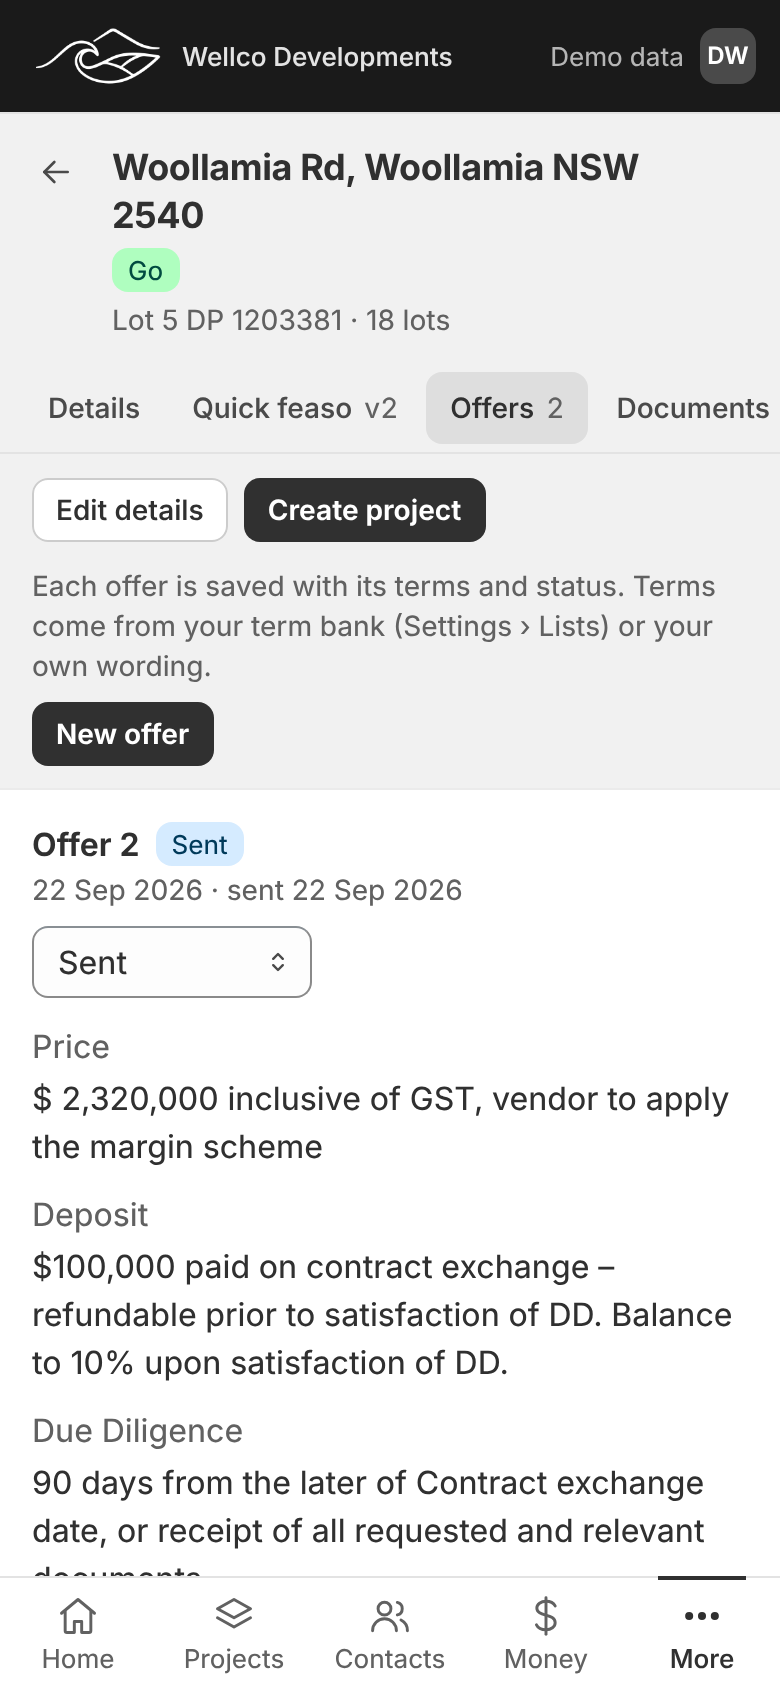 Wellco Developments
Demo data
DW
Woollamia Rd, Woollamia NSW
2540
Go
Lot 5 DP 1203381 · 18 lots
Details
Quick feaso v2
Offers 2
Documents
Edit details
Create project
Each offer is saved with its terms and status. Terms
come from your term bank (Settings › Lists) or your
own wording.
New offer
Offer 2
Sent
22 Sep 2026 · sent 22 Sep 2026
Sent
Price
$ 2,320,000 inclusive of GST, vendor to apply
the margin scheme
Deposit
$100,000 paid on contract exchange –
refundable prior to satisfaction of DD. Balance
to 10% upon satisfaction of DD.
Due Diligence
90 days from the later of Contract exchange
date, or receipt of all requested and relevant
documents
Home
Projects
Contacts
Money
More